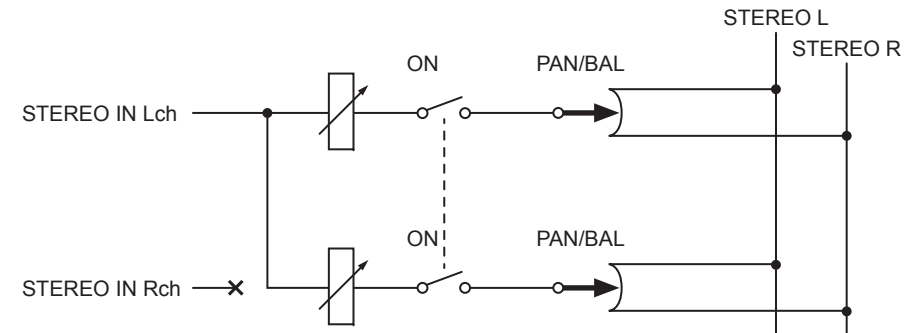 STEREO L
STEREO R
ON
PAN/BAL
STEREO IN Lch
ON
PAN/BAL
STEREO IN Rch